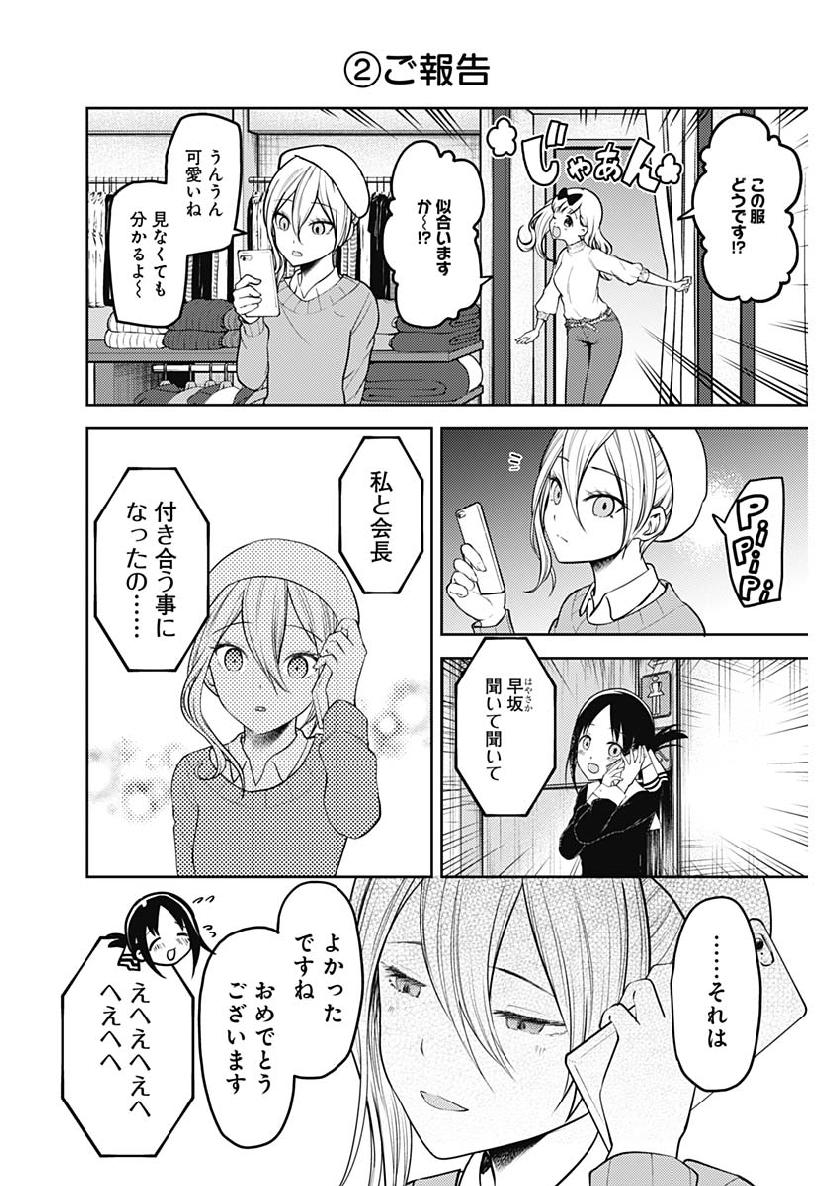 ②ご報告
この服
どうです!?
じゃあん
似合います
か〜!?
うんうん
可愛いね
見なくても
分かるよ〜
Pi
Pi
Pi
早坂
はやさか
聞いて聞いて
私と会長
付き合う事に
なったの……
……それは
よかった
ですね
おめでとう
ございます
えへえへえへ
へえへへ